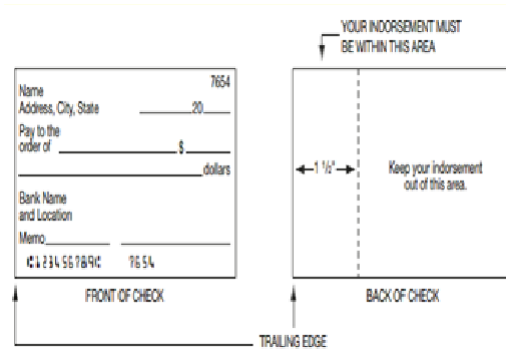 YOUR INDORSEMENT MUST
BE WITHIN THIS AREA
7654
Name
Address, City, State 20
Pay to the
order of $
dollars
Bank Name
and Location
Memo
⑆123456789⑆ 7654
1 ½"
Keep your indorsement
out of this area.
FRONT OF CHECK
BACK OF CHECK
TRAILING EDGE